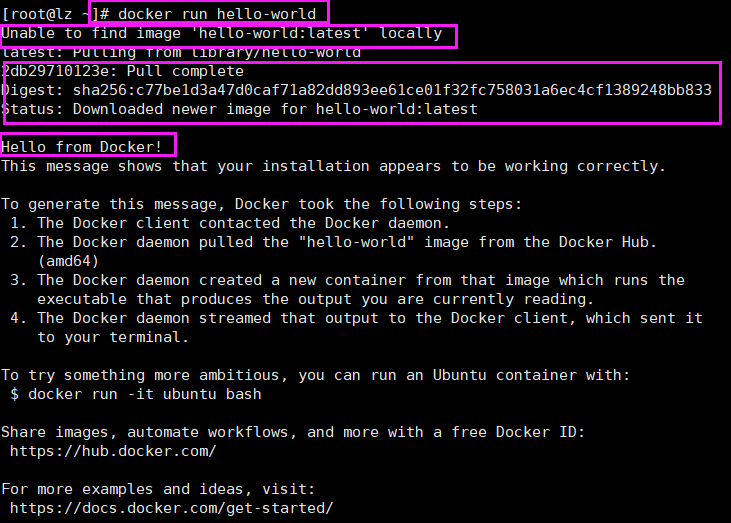 [root@lz ~]# docker run hello-world
Unable to find image 'hello-world:latest' locally
latest: Pulling from library/hello-world
2db29710123e: Pull complete
Digest: sha256:c77be1d3a47d0caf71a82dd893ee61ce01f32fc758031a6ec4cf1389248bb833
Status: Downloaded newer image for hello-world:latest

Hello from Docker!
This message shows that your installation appears to be working correctly.

To generate this message, Docker took the following steps:
 1. The Docker client contacted the Docker daemon.
 2. The Docker daemon pulled the "hello-world" image from the Docker Hub.
    (amd64)
 3. The Docker daemon created a new container from that image which runs the
    executable that produces the output you are currently reading.
 4. The Docker daemon streamed that output to the Docker client, which sent it
    to your terminal.

To try something more ambitious, you can run an Ubuntu container with:
 $ docker run -it ubuntu bash

Share images, automate workflows, and more with a free Docker ID:
 https://hub.docker.com/

For more examples and ideas, visit:
 https://docs.docker.com/get-started/